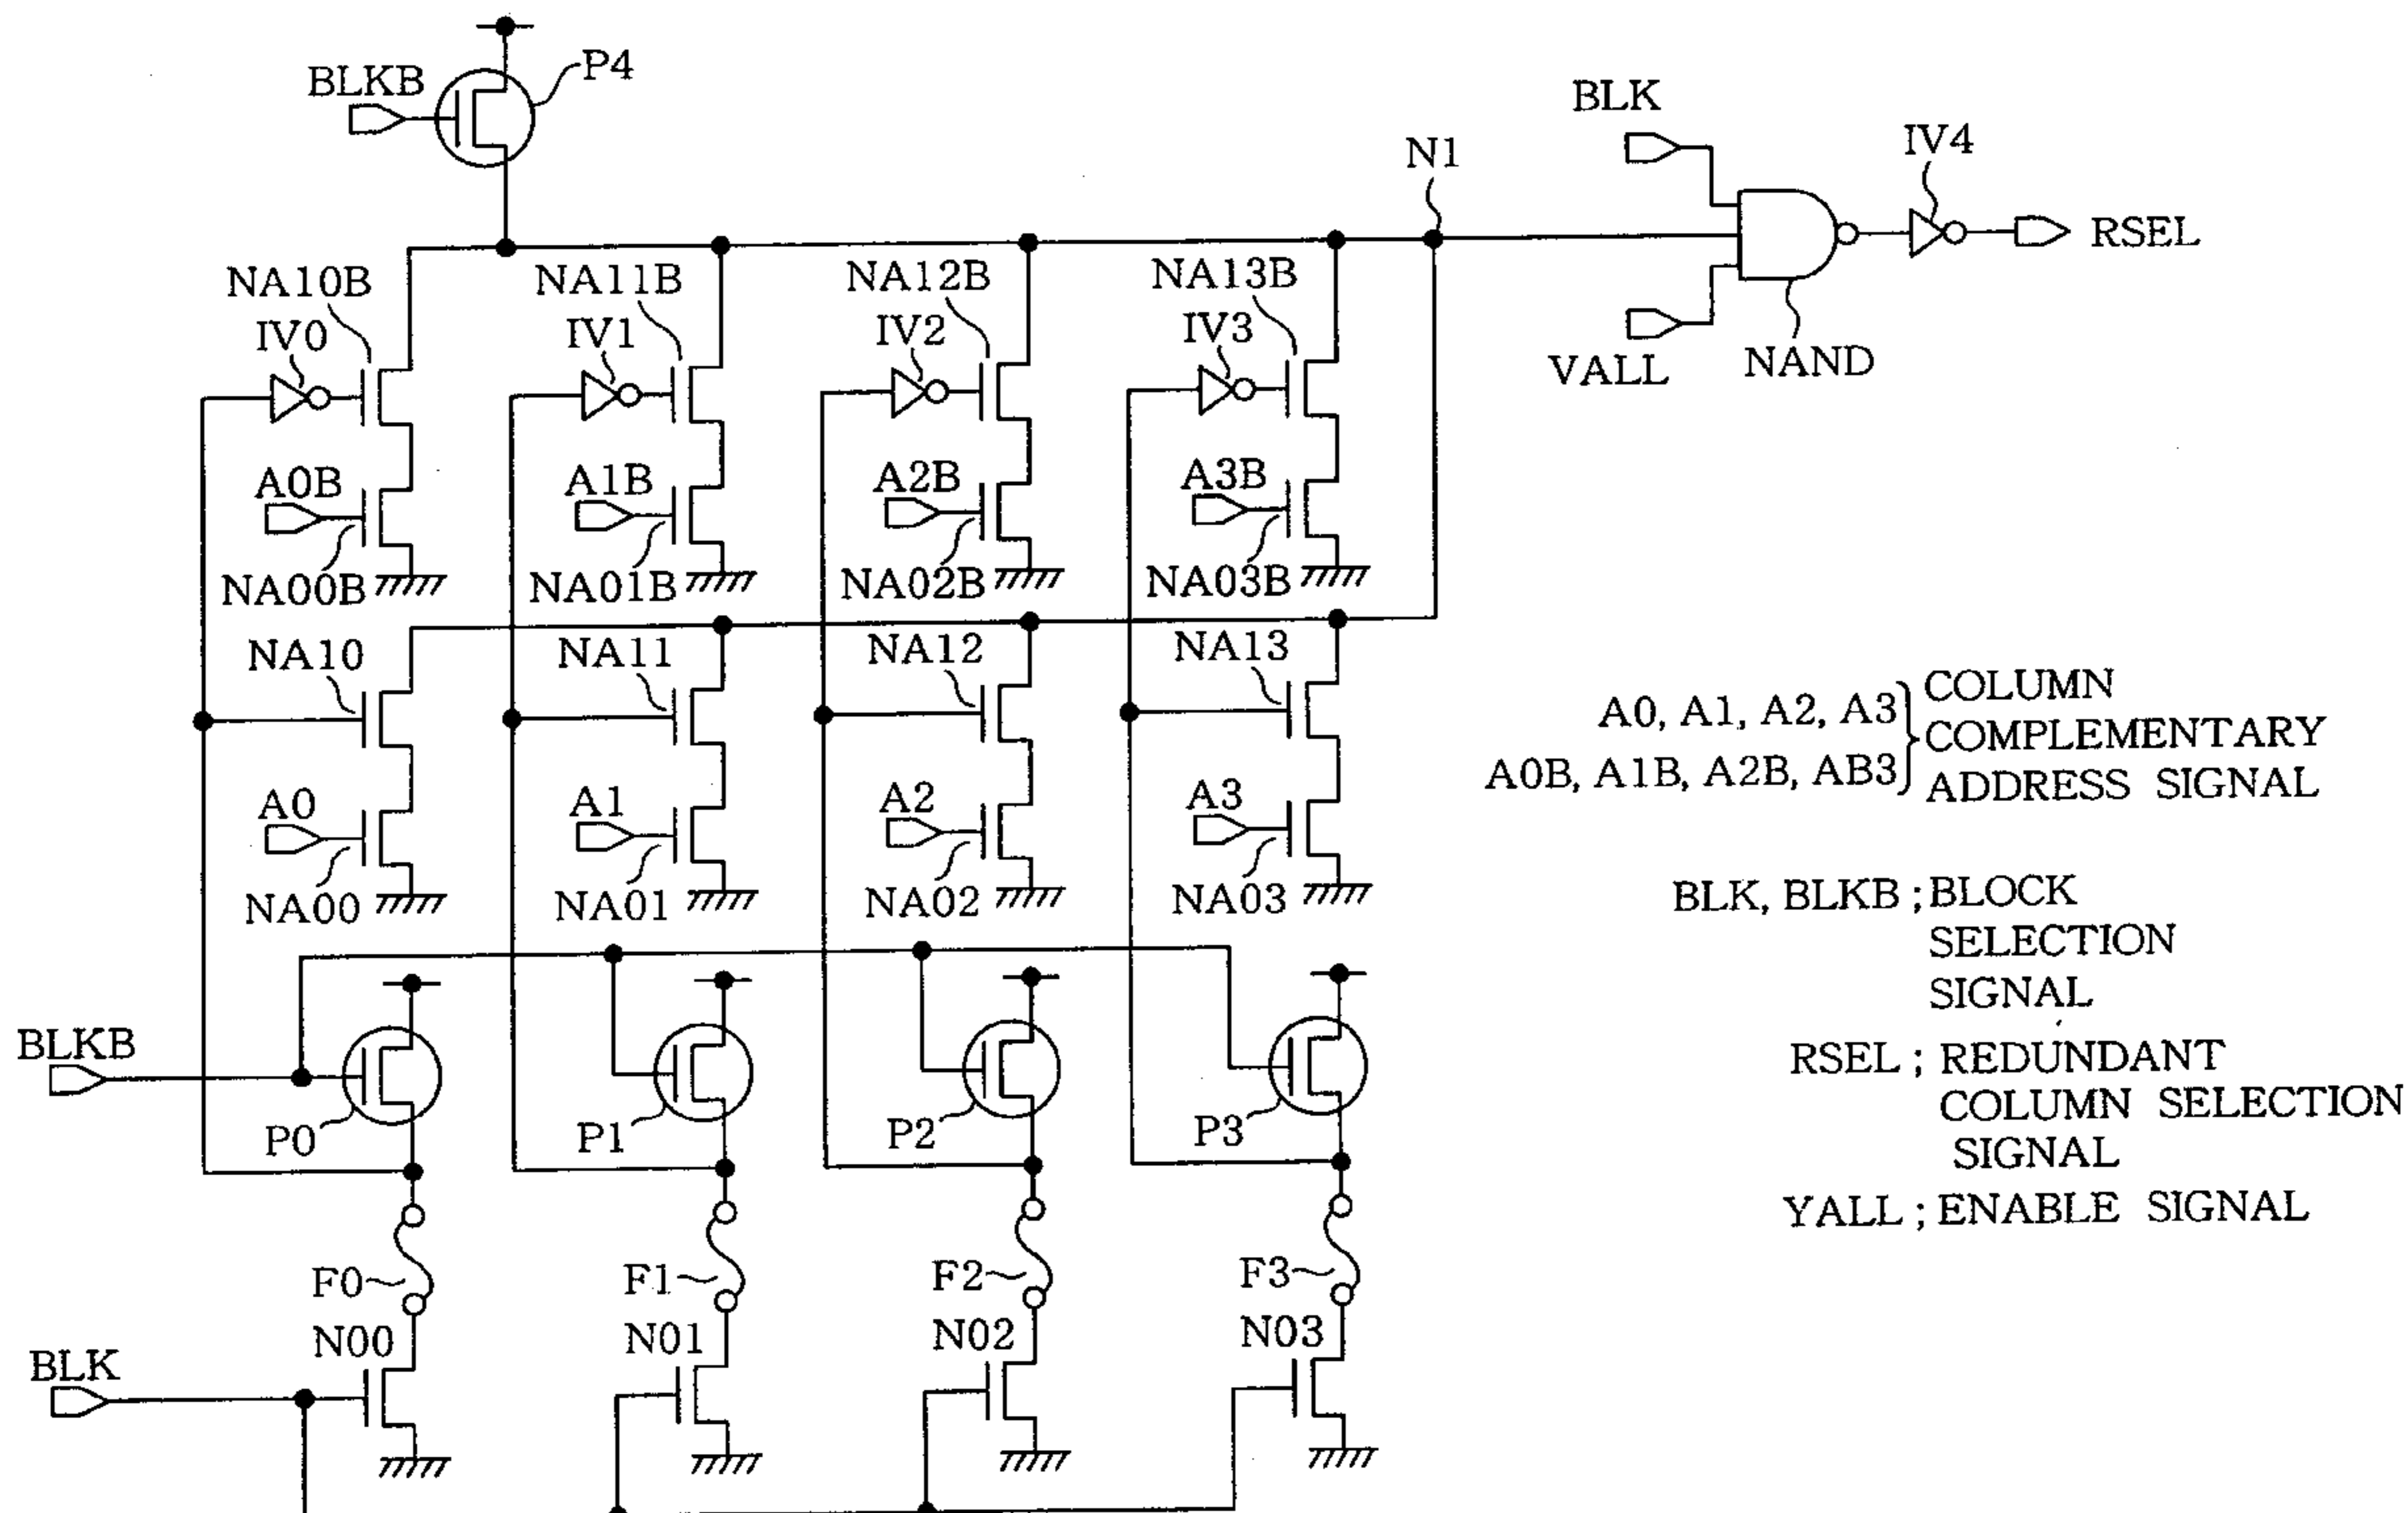 BLKB
P4
BLK
N1
IV4
RSEL
VALL
NAND
NA10B
NA11B
NA12B
NA13B
IV0
IV1
IV2
IV3
A0B
A1B
A2B
A3B
NA00B
NA01B
NA02B
NA03B
NA10
NA11
NA12
NA13
A0
A1
A2
A3
NA00
NA01
NA02
NA03
A0, A1, A2, A3
A0B, A1B, A2B, AB3
COLUMN
COMPLEMENTARY
ADDRESS SIGNAL
BLK, BLKB ; BLOCK
SELECTION
SIGNAL
RSEL ; REDUNDANT
COLUMN SELECTION
SIGNAL
YALL ; ENABLE SIGNAL
BLKB
P0
P1
P2
P3
F0
F1
F2
F3
N00
N01
N02
N03
BLK